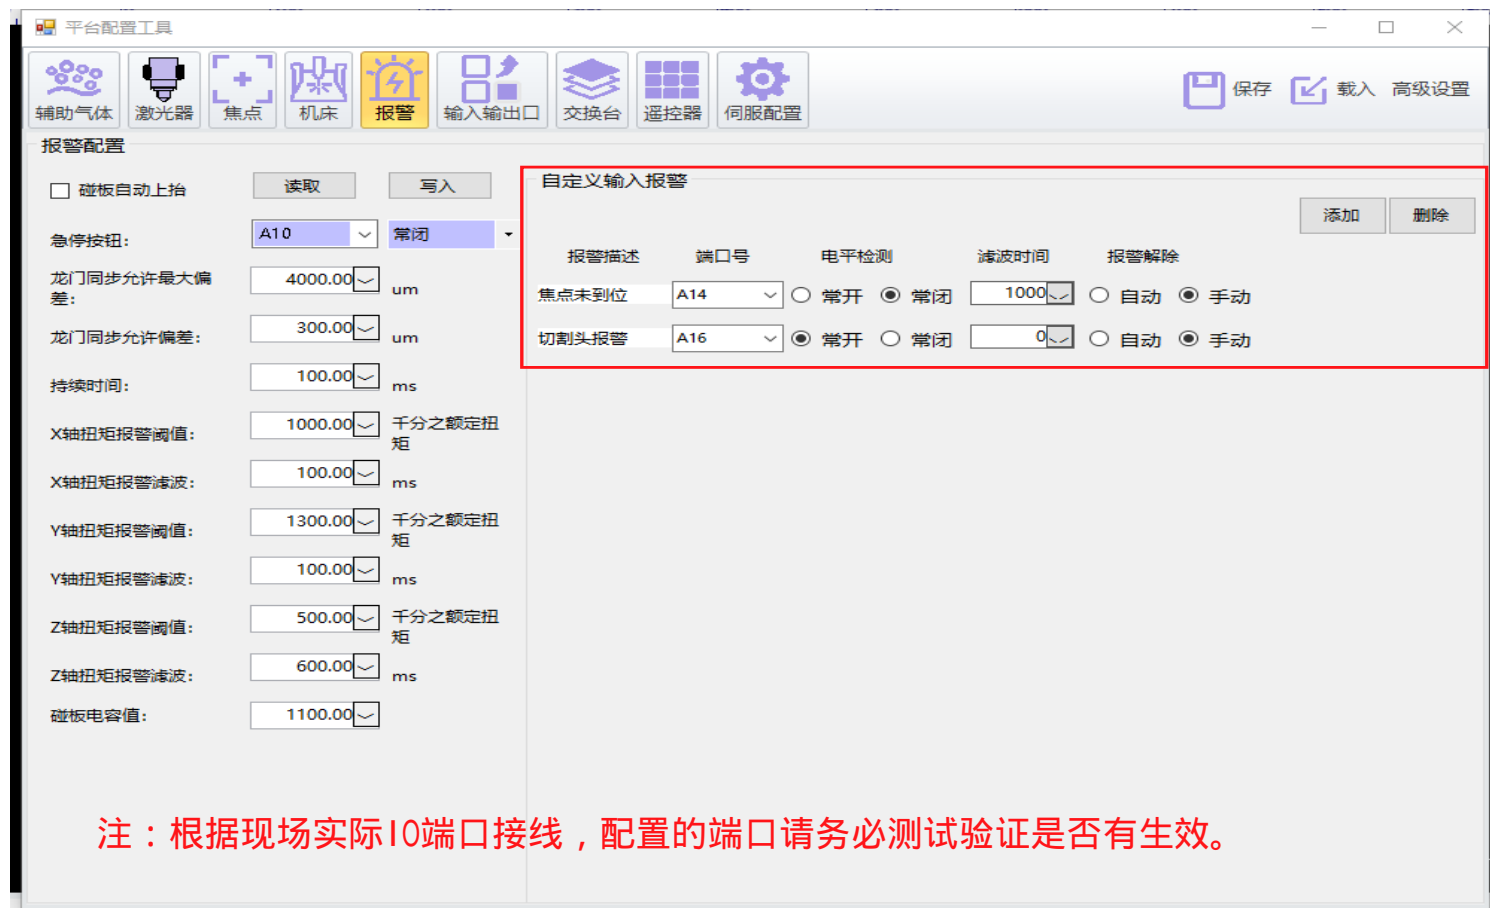 平台配置工具
辅助气体 激光器 焦点 机床 报警 输入输出口 交换台 遥控器 伺服配置 保存 载入 高级设置
报警配置
碰板自动上抬 读取 写入
急停按钮: A10 常闭
龙门同步允许最大偏
差: 4000.00 um
龙门同步允许偏差: 300.00 um
持续时间: 100.00 ms
X轴扭矩报警阈值: 1000.00 千分之额定扭
矩
X轴扭矩报警滤波: 100.00 ms
Y轴扭矩报警阈值: 1300.00 千分之额定扭
矩
Y轴扭矩报警滤波: 100.00 ms
Z轴扭矩报警阈值: 500.00 千分之额定扭
矩
Z轴扭矩报警滤波: 600.00 ms
碰板电容值: 1100.00
自定义输入报警
添加 删除
报警描述 端口号 电平检测 滤波时间 报警解除
焦点未到位 A14 常开 常闭 1000 自动 手动
切割头报警 A16 常开 常闭 0 自动 手动
注：根据现场实际IO端口接线，配置的端口请务必测试验证是否有生效。